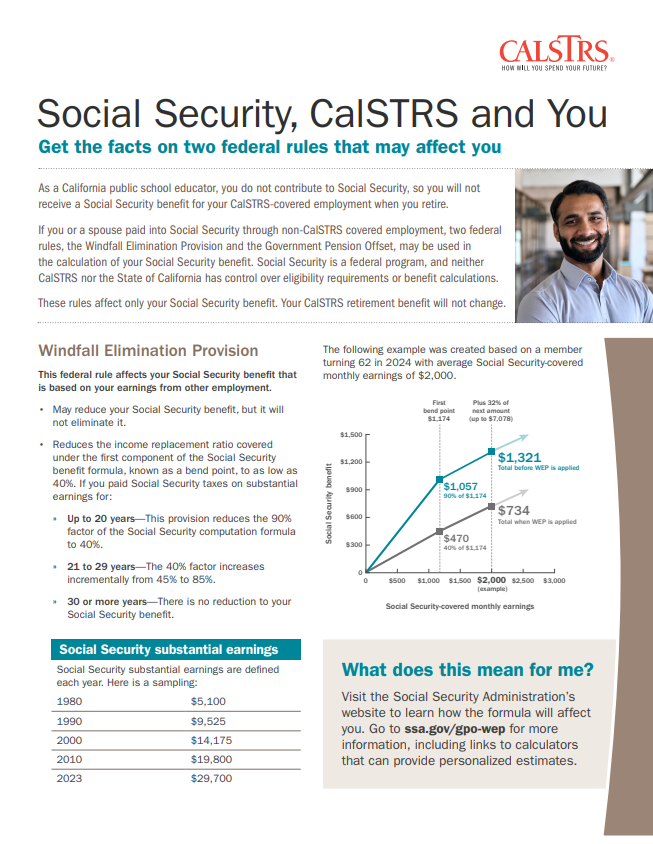 CALSTRS®
HOW WILL YOU SPEND YOUR FUTURE?
Social Security, CalSTRS and You
Get the facts on two federal rules that may affect you
As a California public school educator, you do not contribute to Social Security, so you will not
receive a Social Security benefit for your CalSTRS-covered employment when you retire.
If you or a spouse paid into Social Security through non-CalSTRS covered employment, two federal
rules, the Windfall Elimination Provision and the Government Pension Offset, may be used in
the calculation of your Social Security benefit. Social Security is a federal program, and neither
CalSTRS nor the State of California has control over eligibility requirements or benefit calculations.
These rules affect only your Social Security benefit. Your CalSTRS retirement benefit will not change.
Windfall Elimination Provision
This federal rule affects your Social Security benefit that
is based on your earnings from other employment.
• May reduce your Social Security benefit, but it will
not eliminate it.
• Reduces the income replacement ratio covered
under the first component of the Social Security
benefit formula, known as a bend point, to as low as
40%. If you paid Social Security taxes on substantial
earnings for:
» Up to 20 years—This provision reduces the 90%
factor of the Social Security computation formula
to 40%.
» 21 to 29 years—The 40% factor increases
incrementally from 45% to 85%.
» 30 or more years—There is no reduction to your
Social Security benefit.
Social Security substantial earnings
Social Security substantial earnings are defined
each year. Here is a sampling:
1980 $5,100
1990 $9,525
2000 $14,175
2010 $19,800
2023 $29,700
The following example was created based on a member
turning 62 in 2024 with average Social Security-covered
monthly earnings of $2,000.
First
bend point
$1,174
Plus 32% of
next amount
(up to $7,078)
Social Security benefit
$1,500
$1,200
$900
$600
$300
0
$1,321
Total before WEP is applied
$1,057
90% of $1,174
$734
Total when WEP is applied
$470
40% of $1,174
0 $500 $1,000 $1,500 $2,000 $2,500 $3,000
(example)
Social Security-covered monthly earnings
What does this mean for me?
Visit the Social Security Administration's
website to learn how the formula will affect
you. Go to ssa.gov/gpo-wep for more
information, including links to calculators
that can provide personalized estimates.